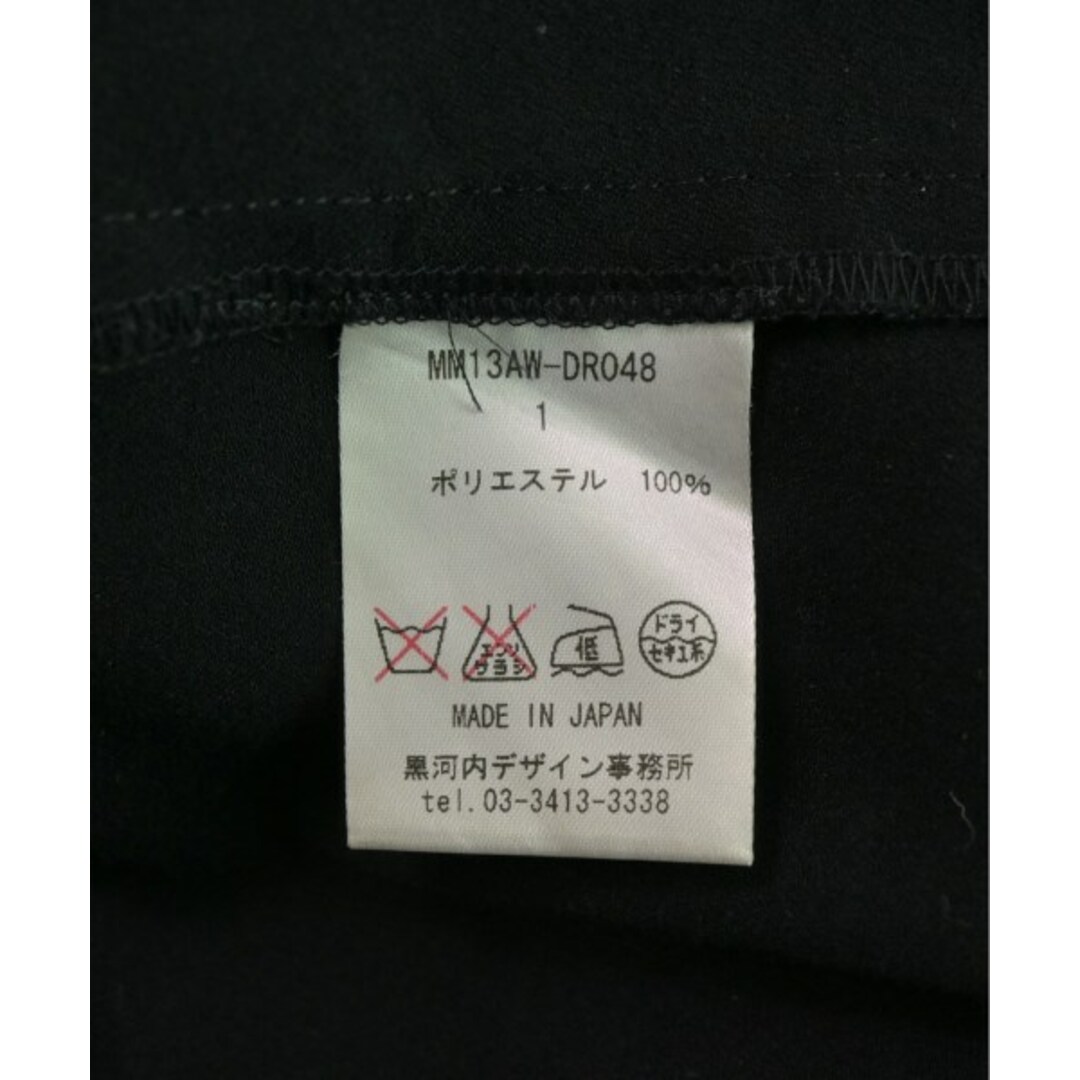 MM13AW-DR048
1
ポリエステル 100%
エンソ
サラシ
低
ドライ
セキユ系
MADE IN JAPAN
黒河内デザイン事務所
tel.03-3413-3338